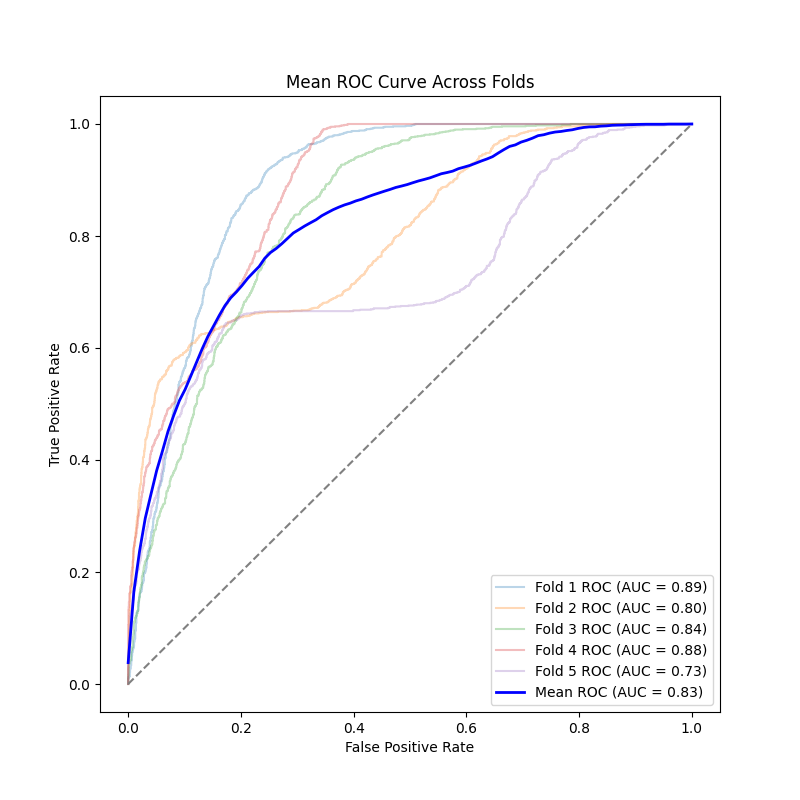 Mean ROC Curve Across Folds
1.0
0.8
0.6
0.4
0.2
0.0
True Positive Rate
0.0 0.2 0.4 0.6 0.8 1.0
False Positive Rate
Fold 1 ROC (AUC = 0.89)
Fold 2 ROC (AUC = 0.80)
Fold 3 ROC (AUC = 0.84)
Fold 4 ROC (AUC = 0.88)
Fold 5 ROC (AUC = 0.73)
Mean ROC (AUC = 0.83)